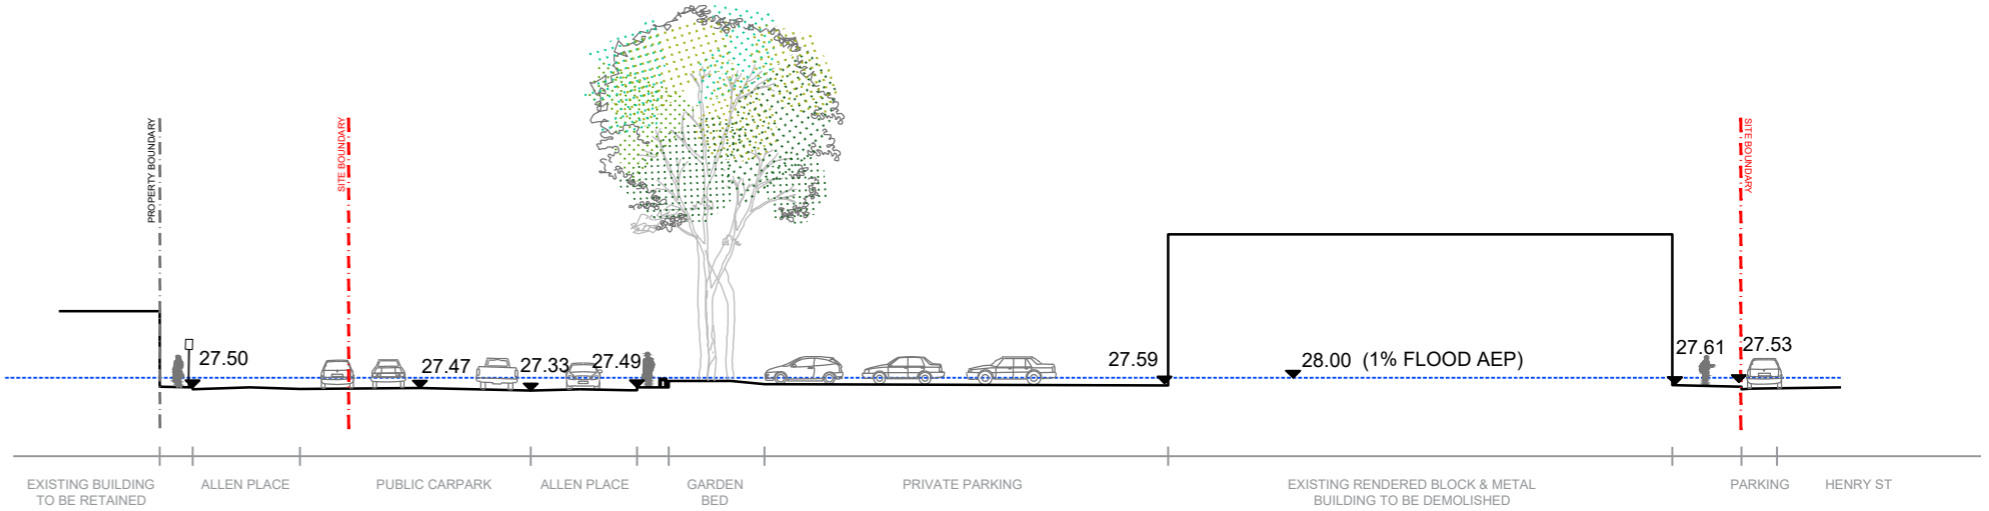 PROPERTY BOUNDARY
SITE BOUNDARY
SITE BOUNDARY
27.50
27.47
27.33
27.49
27.59
28.00 (1% FLOOD AEP)
27.61
27.53
EXISTING BUILDING
TO BE RETAINED
ALLEN PLACE
PUBLIC CARPARK
ALLEN PLACE
GARDEN
BED
PRIVATE PARKING
EXISTING RENDERED BLOCK & METAL
BUILDING TO BE DEMOLISHED
PARKING
HENRY ST